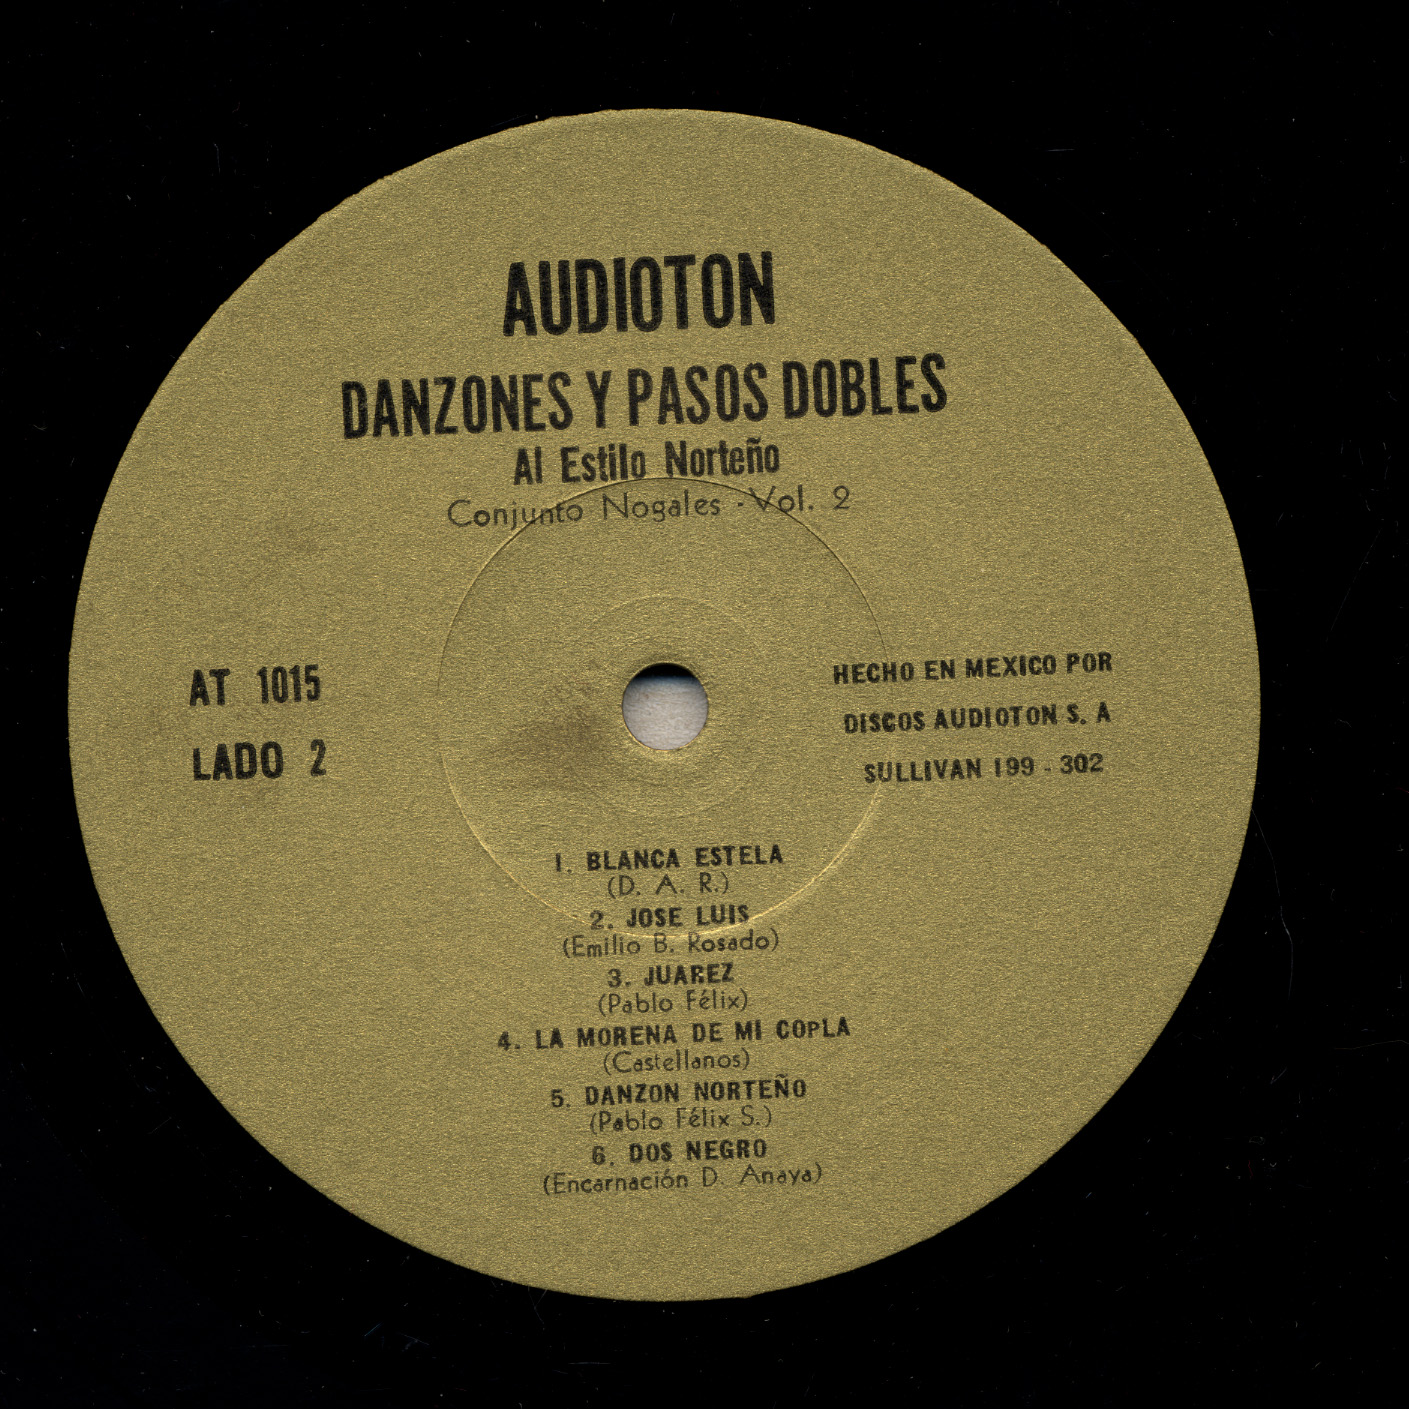 AUDIOTON
DANZONES Y PASOS DOBLES
Al Estilo Norteño
Conjunto Nogales - Vol. 2
AT 1015
LADO 2
HECHO EN MEXICO POR
DISCOS AUDIOTON S. A
SULLIVAN 199 - 302
1. BLANCA ESTELA
(D. A. R.)
2. JOSE LUIS
(Emilio B. Rosado)
3. JUAREZ
(Pablo Félix)
4. LA MORENA DE MI COPLA
(Castellanos)
5. DANZON NORTEÑO
(Pablo Félix S.)
6. DOS NEGRO
(Encarnación D. Anaya)